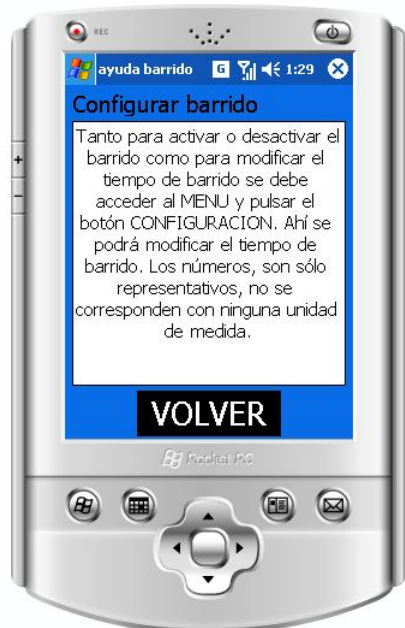 REC
ayuda barrido G 1:29
Configurar barrido
Tanto para activar o desactivar el
barrido como para modificar el
tiempo de barrido se debe
acceder al MENU y pulsar el
botón CONFIGURACION. Ahí se
podrá modificar el tiempo de
barrido. Los números, son sólo
representativos, no se
corresponden con ninguna unidad
de medida.
VOLVER
Pocket PC